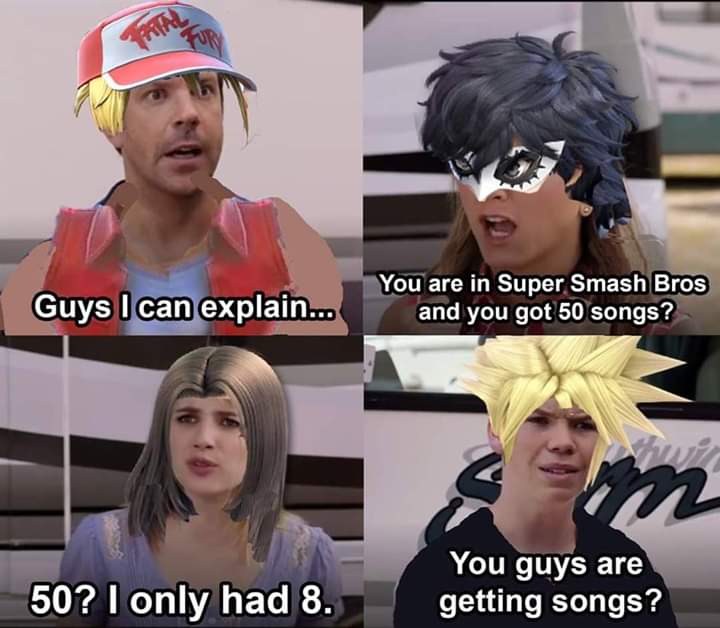 FATAL
FURY
Guys I can explain...
You are in Super Smash Bros
and you got 50 songs?
50? I only had 8.
You guys are
getting songs?